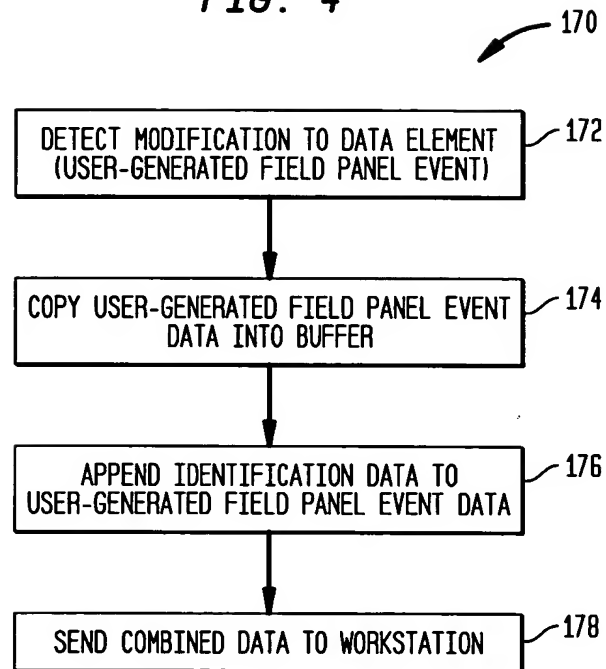 FIG. 4
170
DETECT MODIFICATION TO DATA ELEMENT
(USER-GENERATED FIELD PANEL EVENT)
172
COPY USER-GENERATED FIELD PANEL EVENT
DATA INTO BUFFER
174
APPEND IDENTIFICATION DATA TO
USER-GENERATED FIELD PANEL EVENT DATA
176
SEND COMBINED DATA TO WORKSTATION
178